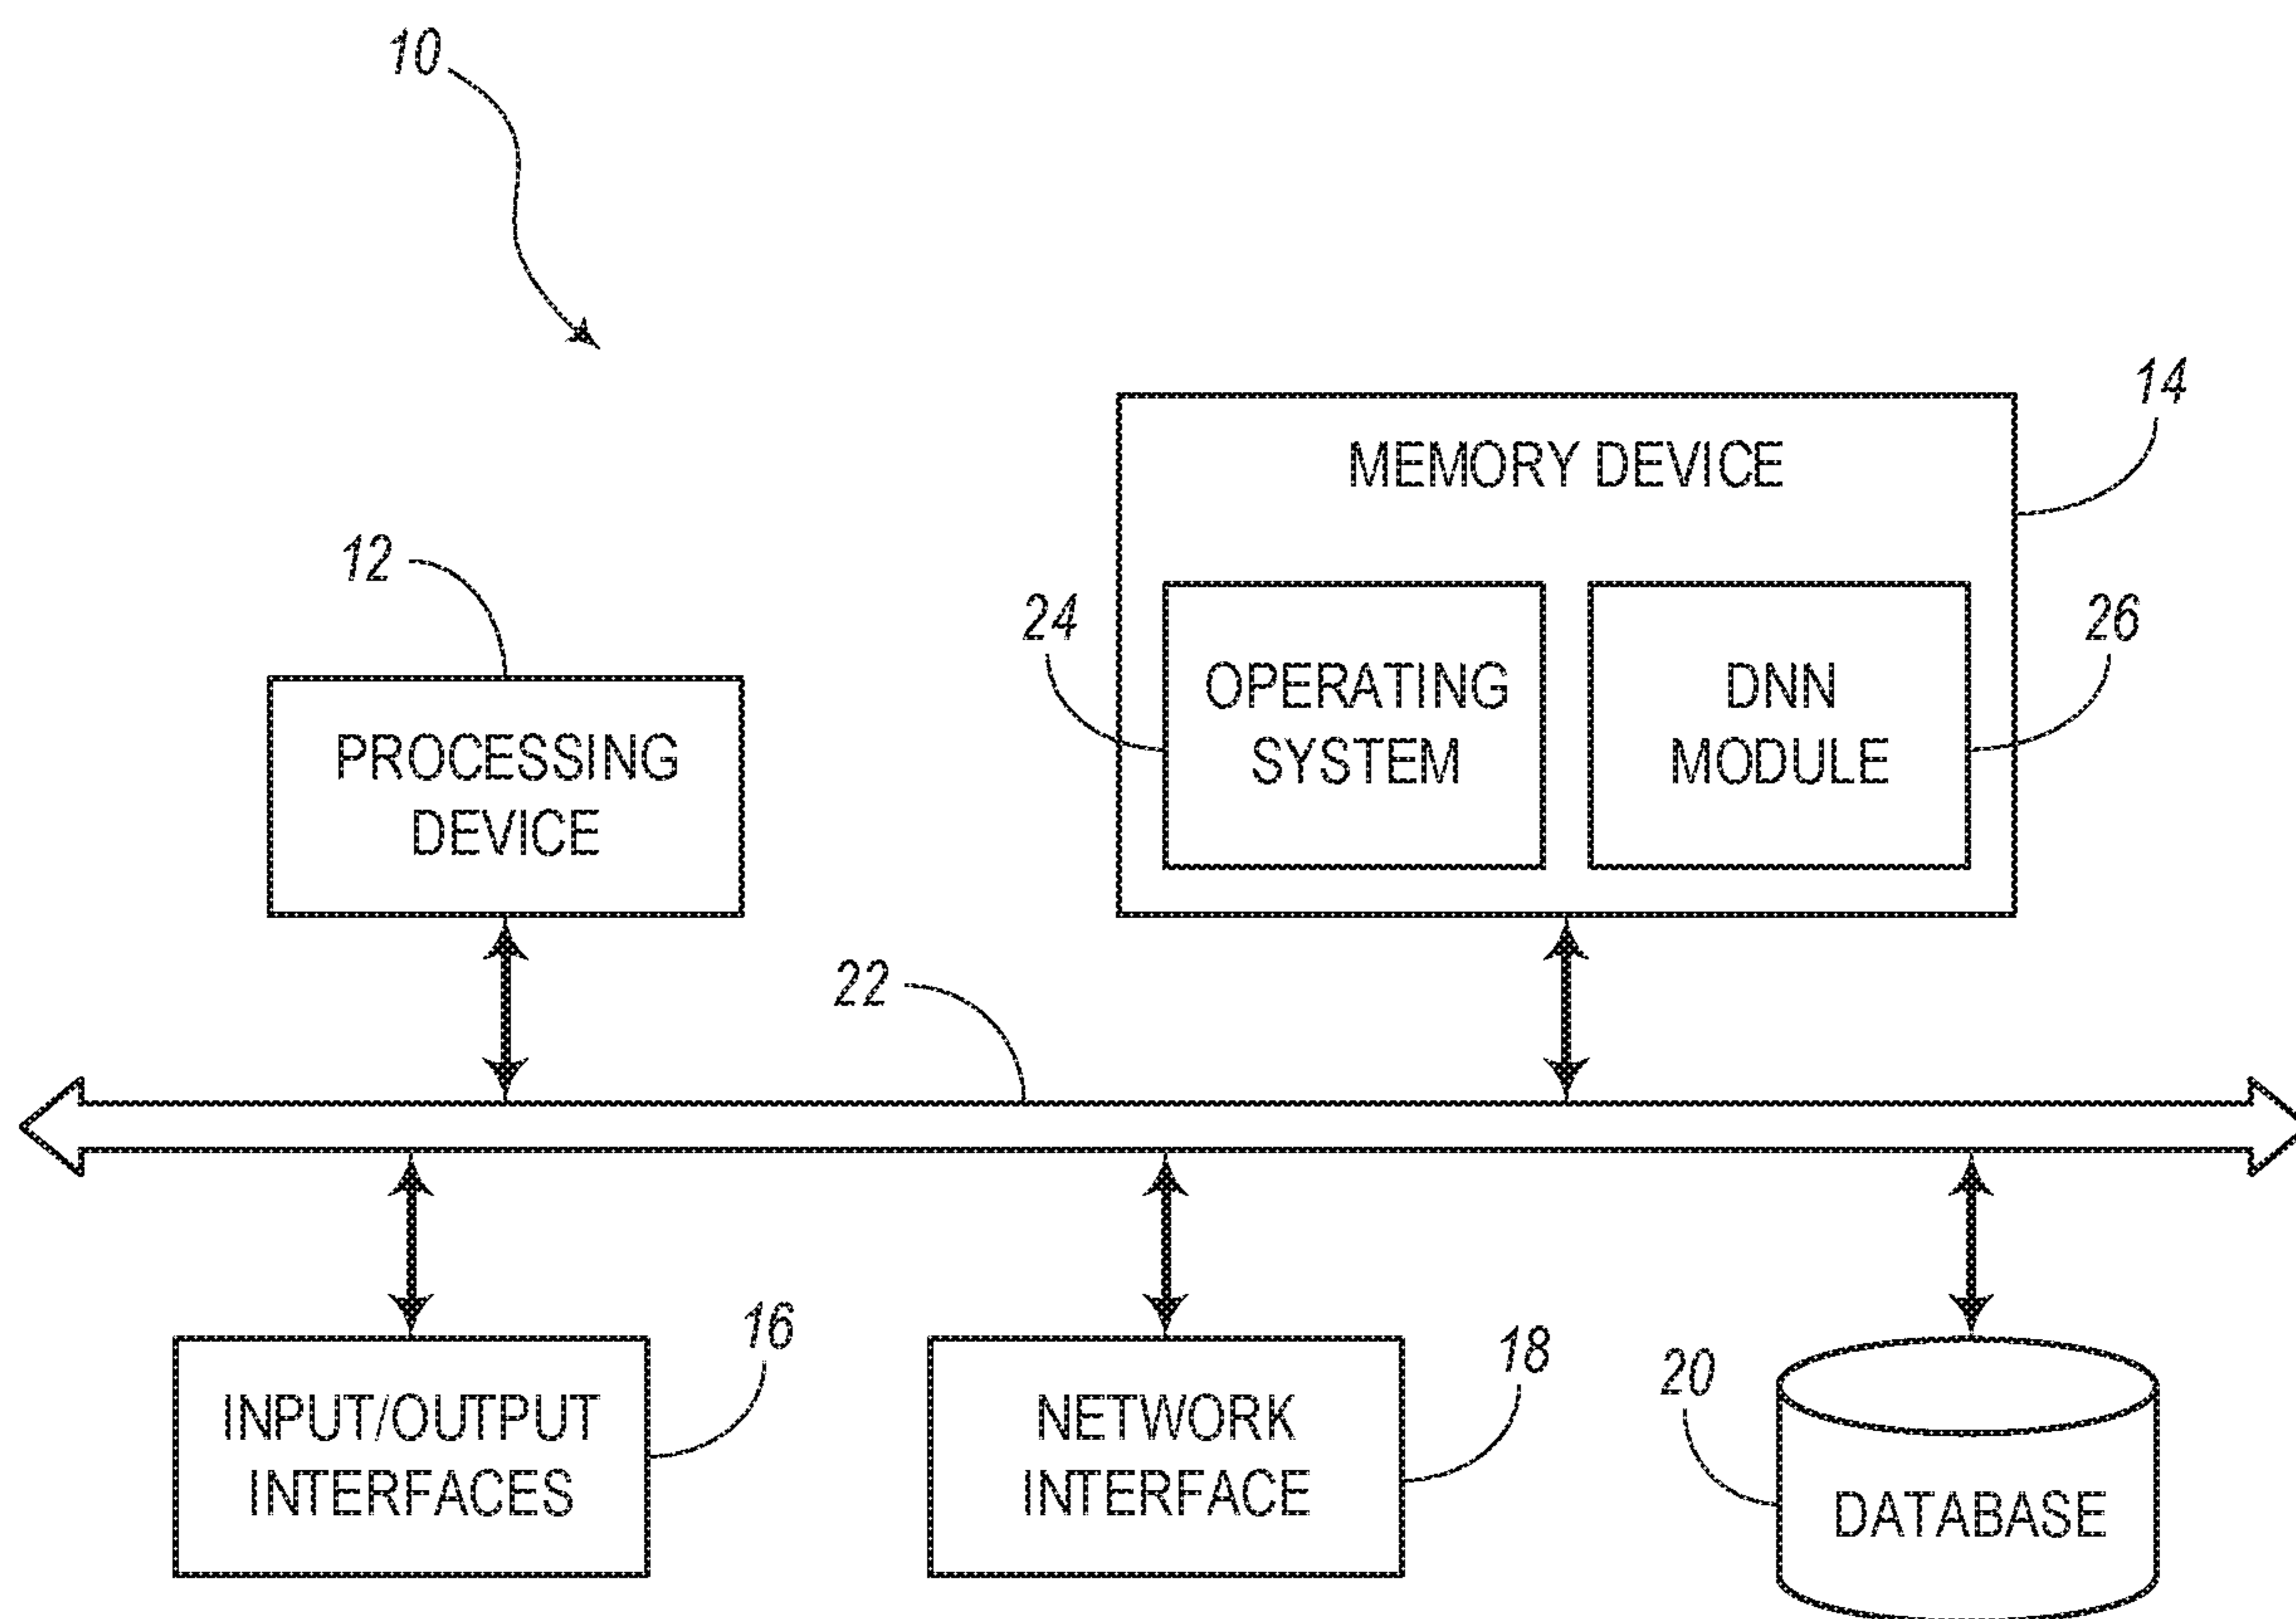 10
14
MEMORY DEVICE
12
24
26
OPERATING
SYSTEM
DNN
MODULE
PROCESSING
DEVICE
22
16
18
20
INPUT/OUTPUT
INTERFACES
NETWORK
INTERFACE
DATABASE